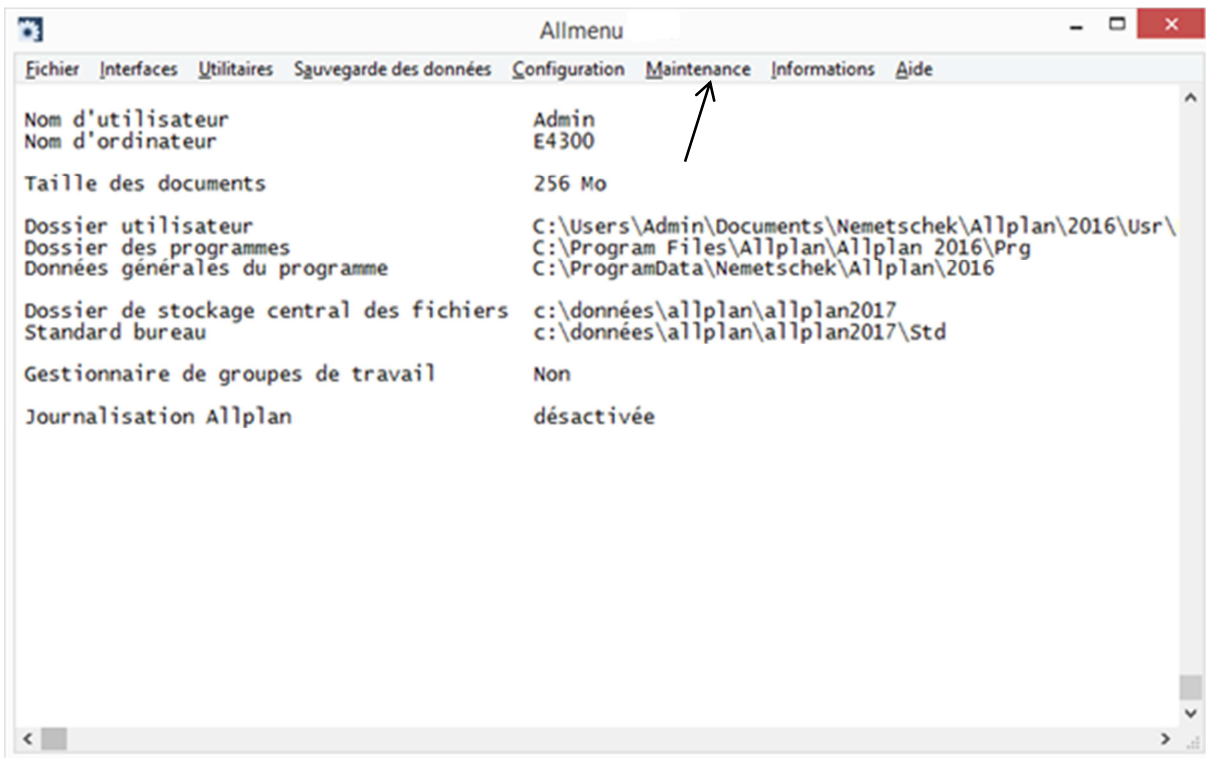 Allmenu
Fichier Interfaces Utilitaires Sauvegarde des données Configuration Maintenance Informations Aide
Nom d'utilisateur Admin
Nom d'ordinateur E4300
Taille des documents 256 Mo
Dossier utilisateur C:\Users\Admin\Documents\Nemetschek\Allplan\2016\Usr\
Dossier des programmes C:\Program Files\Allplan\Allplan 2016\Prg
Données générales du programme C:\ProgramData\Nemetschek\Allplan\2016
Dossier de stockage central des fichiers c:\données\allplan\allplan2017
Standard bureau c:\données\allplan\allplan2017\Std
Gestionnaire de groupes de travail Non
Journalisation Allplan désactivée